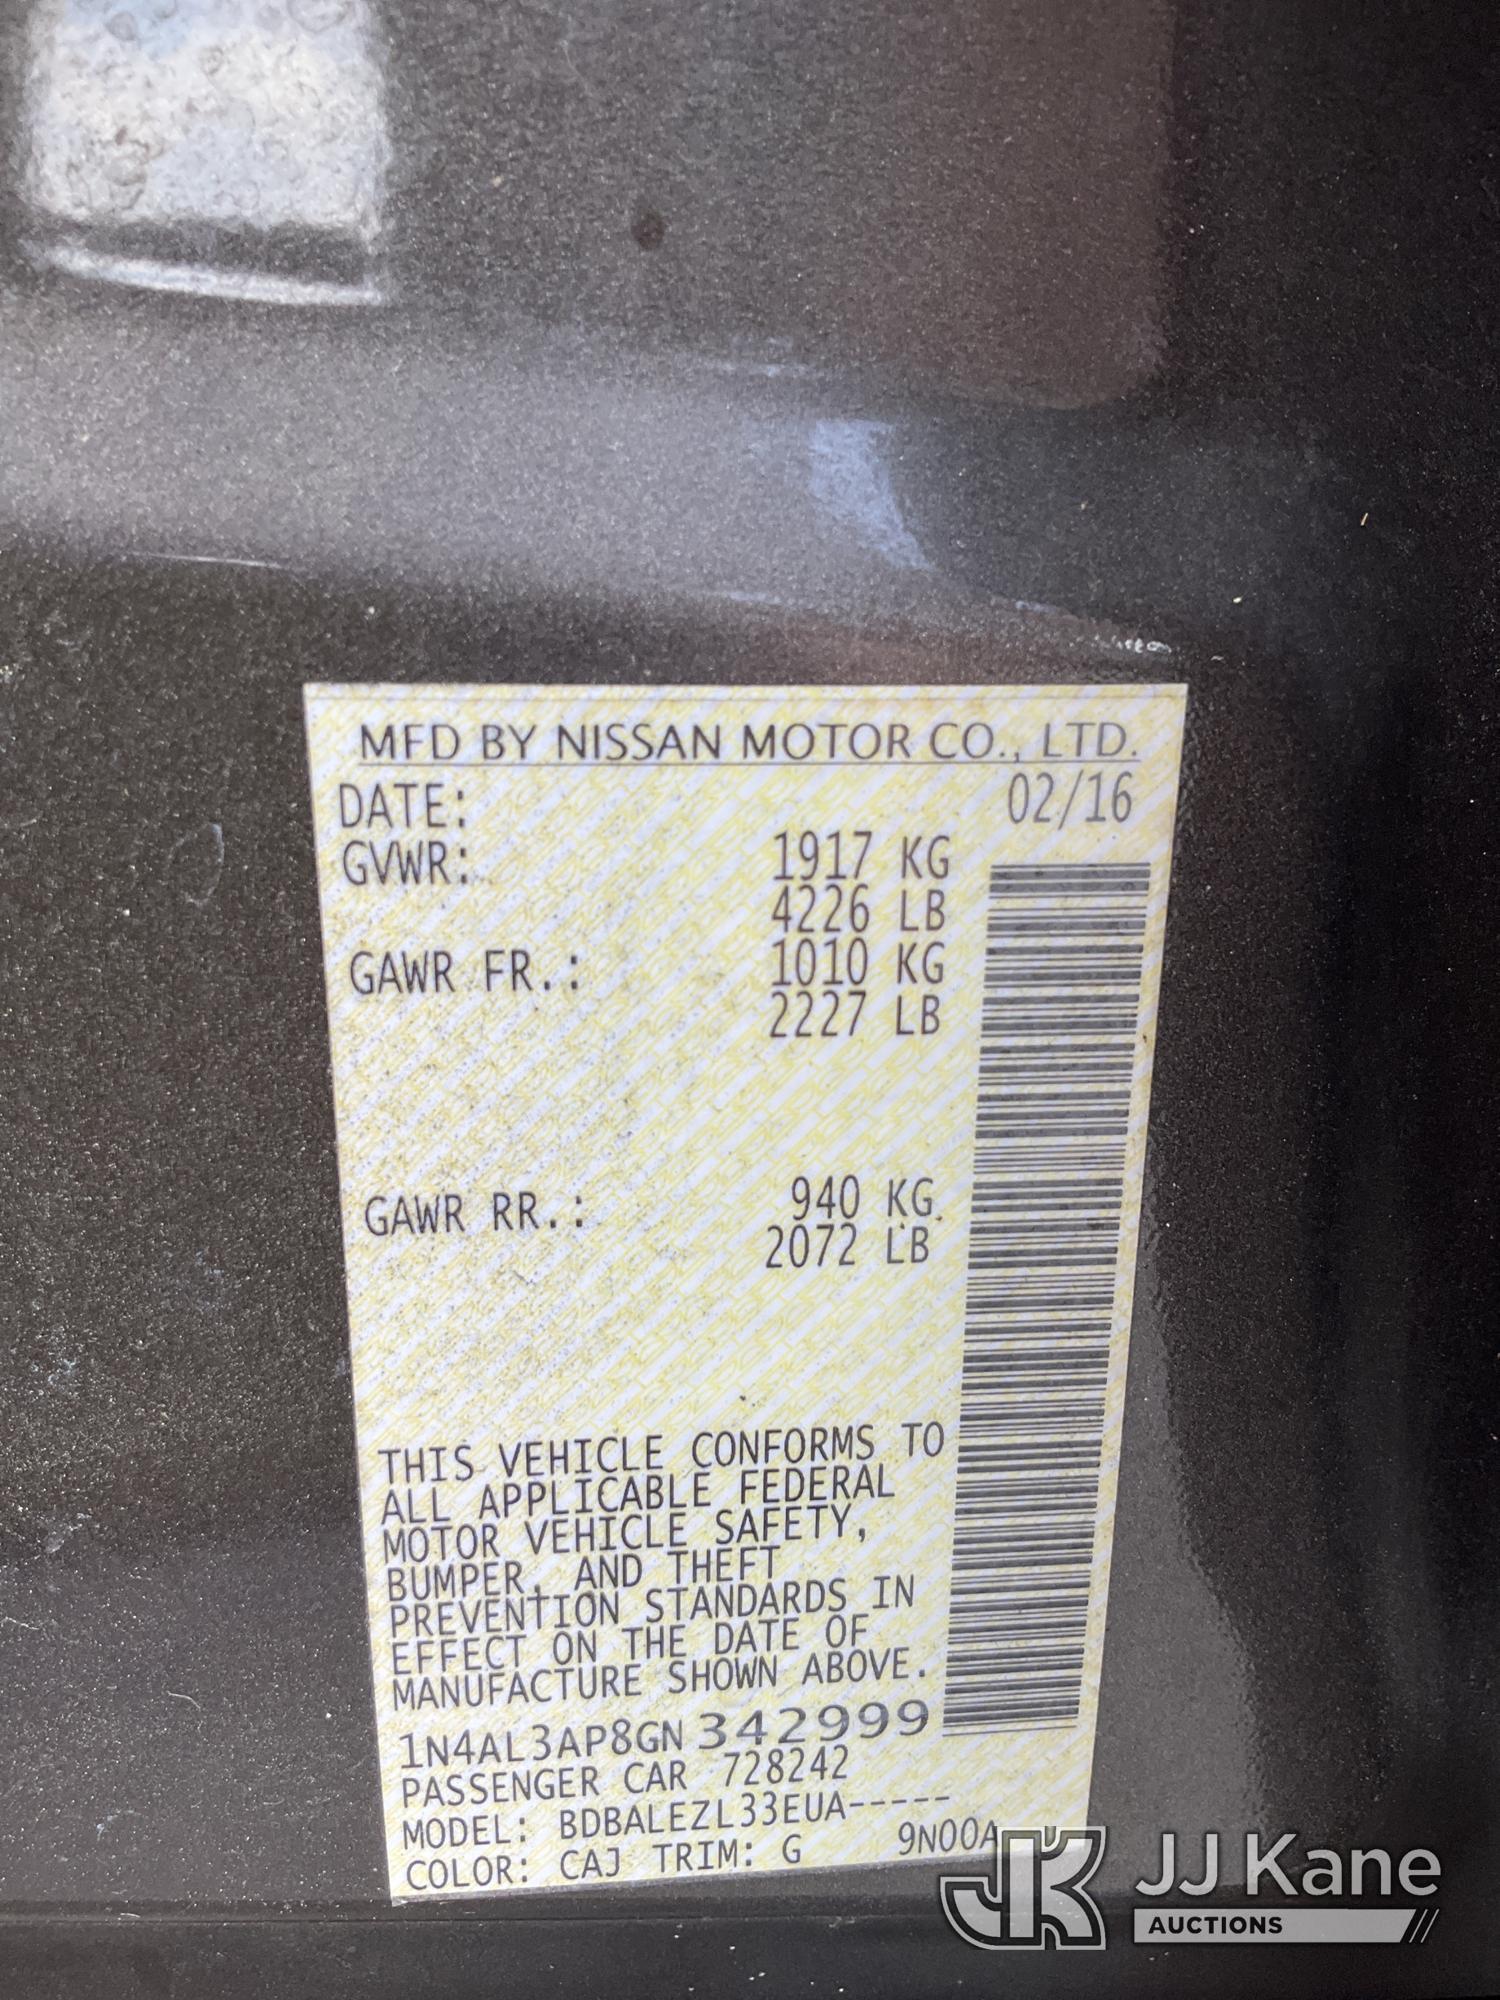 MFD BY NISSAN MOTOR CO., LTD.
DATE: 02/16
GVWR: 1917 KG
4226 LB
GAWR FR.: 1010 KG
2227 LB
GAWR RR.: 940 KG
2072 LB
THIS VEHICLE CONFORMS TO
ALL APPLICABLE FEDERAL
MOTOR VEHICLE SAFETY,
BUMPER, AND THEFT
PREVENTION STANDARDS IN
EFFECT ON THE DATE OF
MANUFACTURE SHOWN ABOVE.
1N4AL3AP8GN 342999
PASSENGER CAR 728242
MODEL: BDBALEZL33EUA-----
COLOR: CAJ TRIM: G 9N00A
JK JJ Kane
AUCTIONS